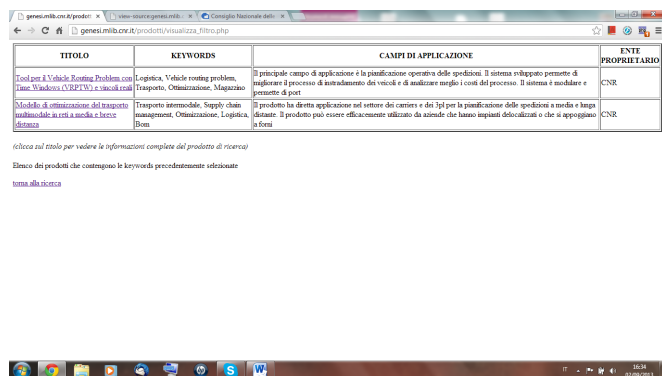 genesi.mlib.cnr.it/prodott
view-source:genesi.mlib.c
Consiglio Nazionale delle
genesi.mlib.cnr.it/prodotti/visualizza_filtro.php
TITOLO
KEYWORDS
CAMPI DI APPLICAZIONE
ENTE
PROPRIETARIO
Tool per il Vehicle Routing Problem con
Time Windows (VRPTW) e vincoli reali
Logistica, Vehicle routing problem,
Trasporto, Ottimizzazione, Magazzino
Il principale campo di applicazione è la pianificazione operativa delle spedizioni. Il sistema sviluppato permette di
migliorare il processo di instradamento dei veicoli e di analizzare meglio i costi del processo. Il sistema è modulare e
permette di port
CNR
Modello di ottimizzazione del trasporto
multimodale in reti a media e breve
distanza
Trasporto intermodale, Supply chain
management, Ottimizzazione, Logistica,
Bom
Il prodotto ha diretta applicazione nel settore dei carriers e dei 3pl per la pianificazione delle spedizioni a media e lunga
distante. Il prodotto può essere efficacemente utilizzato da aziende che hanno impianti delocalizzati o che si appoggiano
a forni
CNR
(clicca sul titolo per vedere le informazioni complete del prodotto di ricerca)
Elenco dei prodotti che contengono le keywords precedentemente selezionate
torna alla ricerca
IT
16:34
02/09/2013